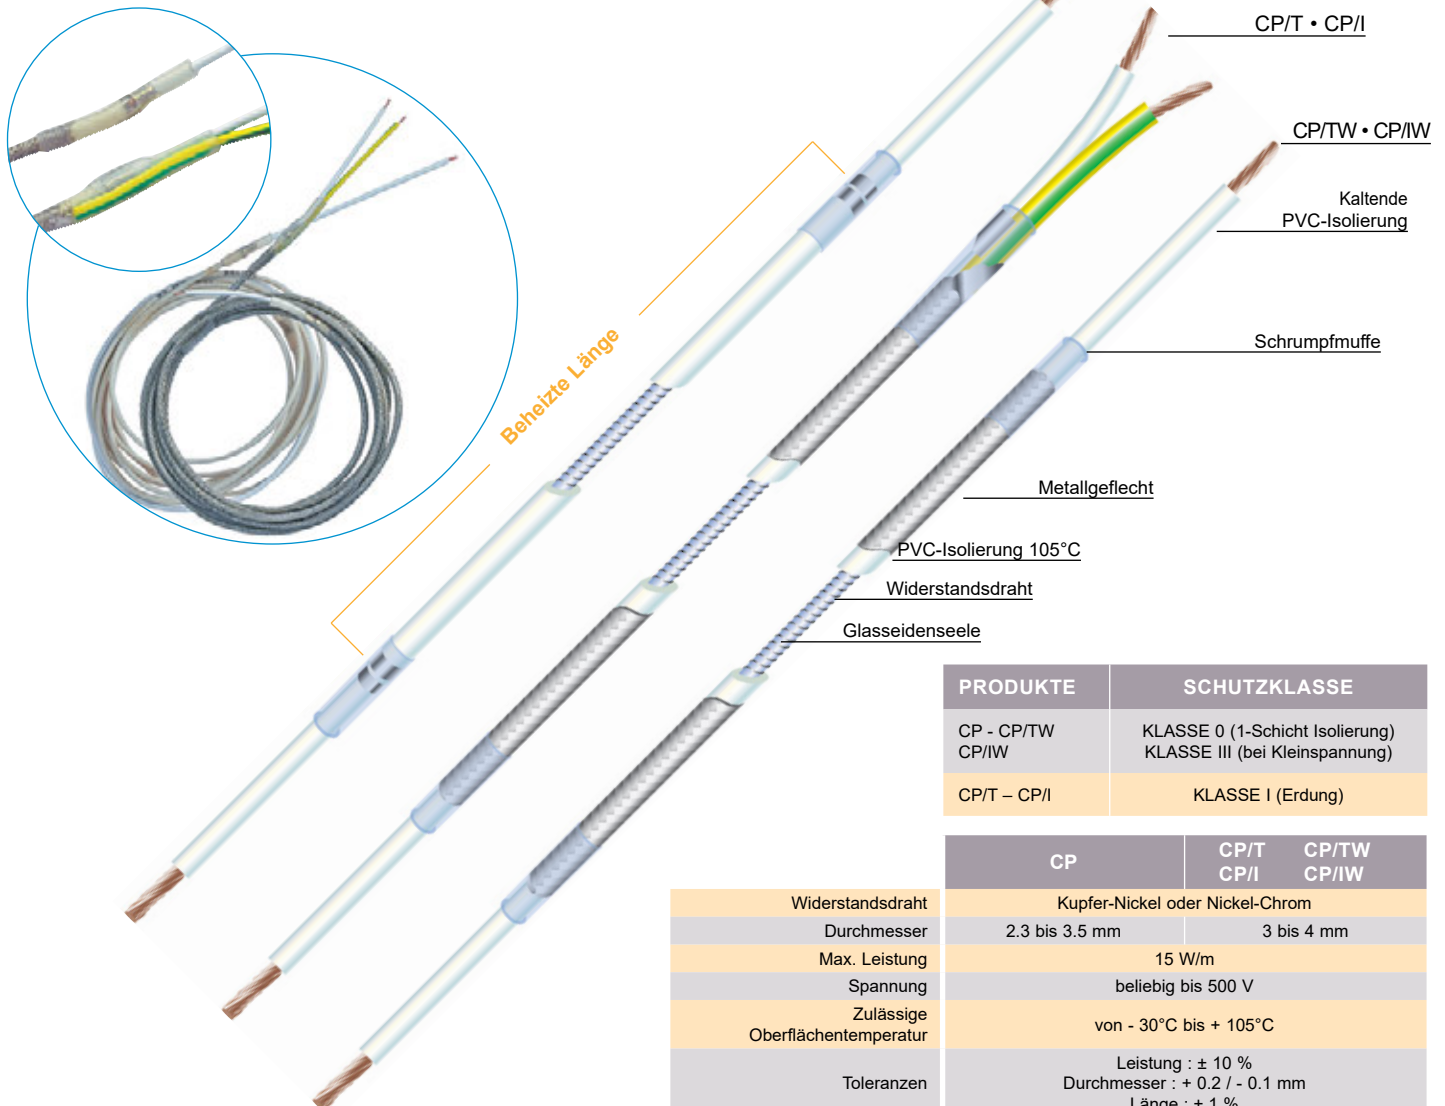 CP/T • CP/I
CP/TW • CP/IW
Kaltende
PVC-Isolierung
Schrumpfmuffe
Beheizte Länge
Metallgeflecht
PVC-Isolierung 105°C
Widerstandsdraht
Glasseidenseele
PRODUKTE SCHUTZKLASSE
CP - CP/TW KLASSE 0 (1-Schicht Isolierung)
CP/IW KLASSE III (bei Kleinspannung)
CP/T – CP/I KLASSE I (Erdung)
CP CP/T CP/TW
CP/I CP/IW
Widerstandsdraht Kupfer-Nickel oder Nickel-Chrom
Durchmesser 2.3 bis 3.5 mm 3 bis 4 mm
Max. Leistung 15 W/m
Spannung beliebig bis 500 V
Zulässige
Oberflächentemperatur von - 30°C bis + 105°C
Leistung : ± 10 %
Toleranzen Durchmesser : + 0.2 / - 0.1 mm
Länge : ± 1 %